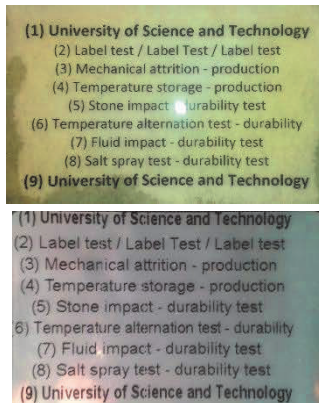 (1) University of Science and Technology
(2) Label test / Label Test / Label test
(3) Mechanical attrition - production
(4) Temperature storage - production
(5) Stone impact durability test
(6) Temperature alternation test - durability
(7) Fluid impact - durability test
(8) Salt spray test - durability test
(9) University of Science and Technology
(1) University of Science and Technology
(2) Label test / Label Test / Label test
(3) Mechanical attrition - production
(4) Temperature storage - production
(5) Stone impact - durability test
6) Temperature alternation test - durability
(7) Fluid impact - durability test
(8) Salt spray test - durability test
(9) University of Science and Technology